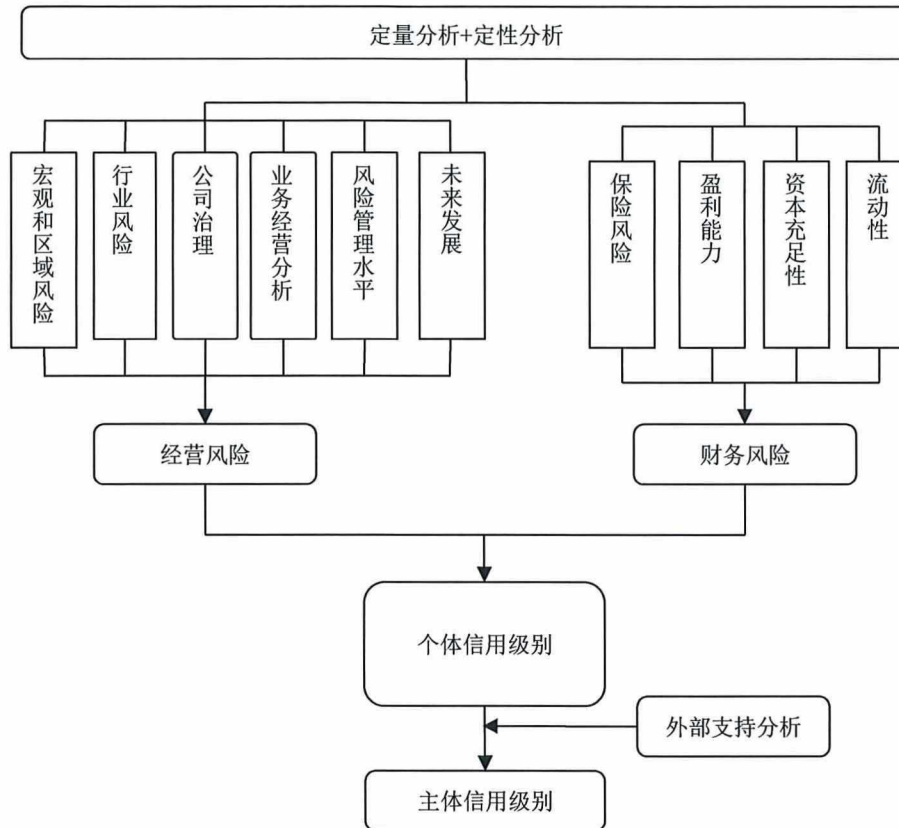 定量分析+定性分析
宏观和区域风险
行业风险
公司治理
业务经营分析
风险管理水平
未来发展
保险风险
盈利能力
资本充足性
流动性
经营风险
财务风险
个体信用级别
外部支持分析
主体信用级别